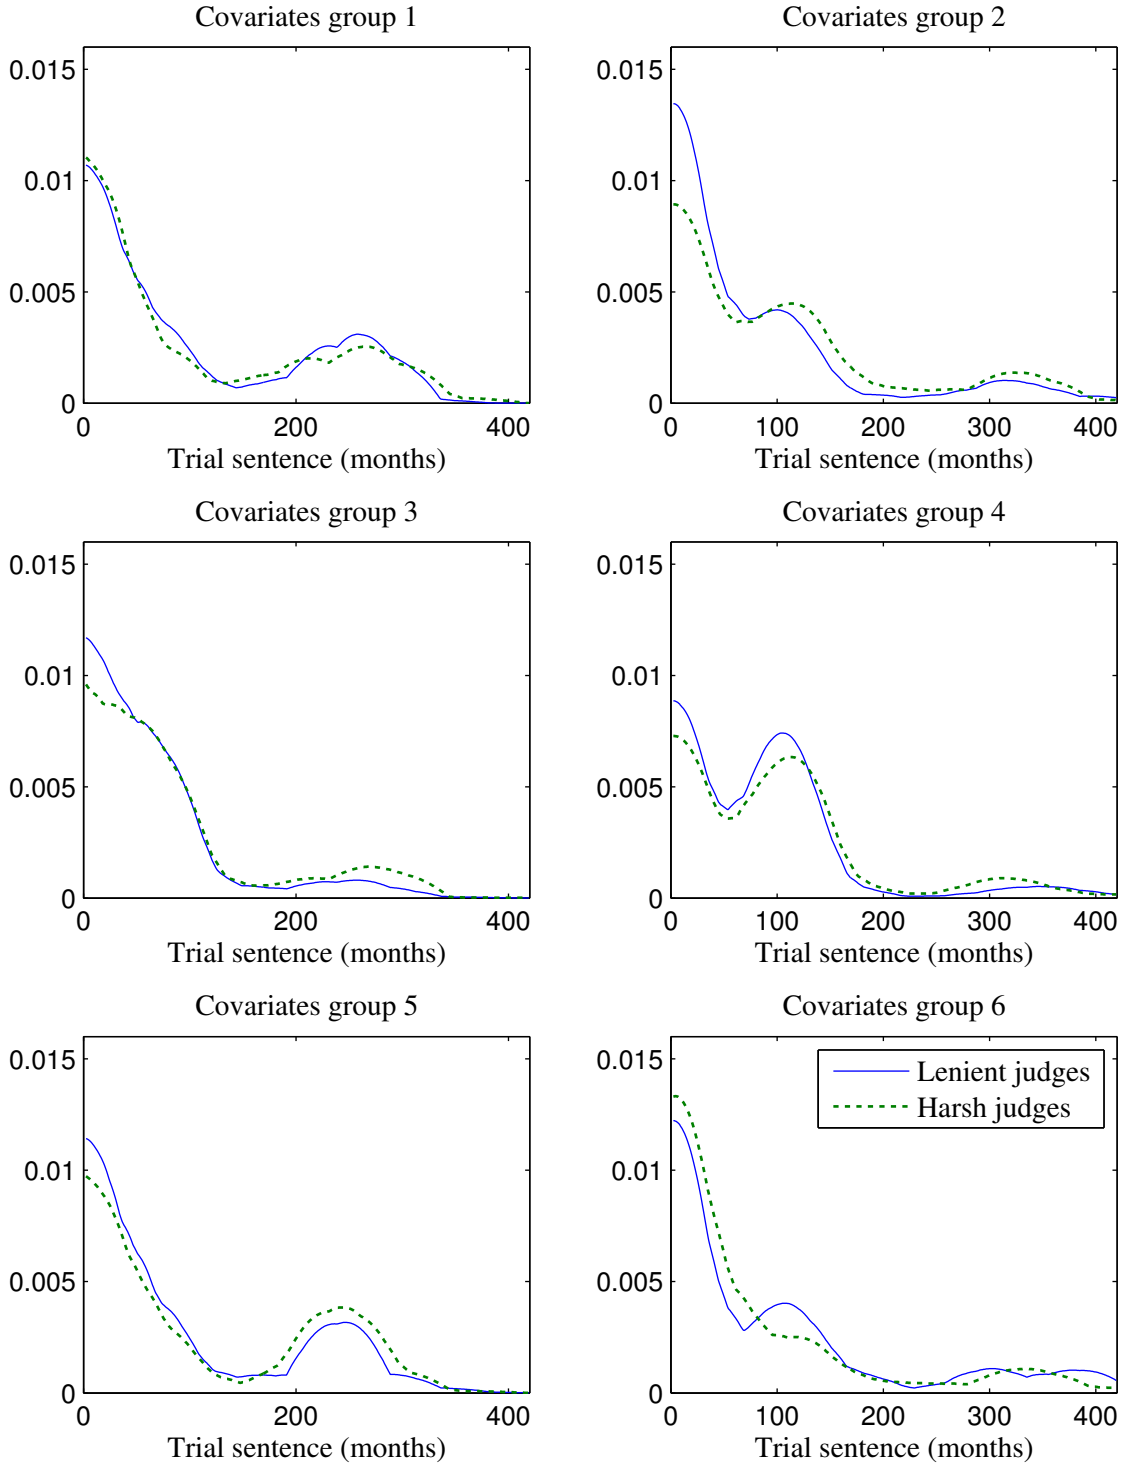 Covariates group 1
0.015
0.01
0.005
0
0 200 400
Trial sentence (months)
Covariates group 2
0.015
0.01
0.005
0
0 100 200 300 400
Trial sentence (months)
Covariates group 3
0.015
0.01
0.005
0
0 200 400
Trial sentence (months)
Covariates group 4
0.015
0.01
0.005
0
0 100 200 300 400
Trial sentence (months)
Covariates group 5
0.015
0.01
0.005
0
0 200 400
Trial sentence (months)
Covariates group 6
0.015
0.01
0.005
0
Lenient judges
Harsh judges
0 100 200 300 400
Trial sentence (months)